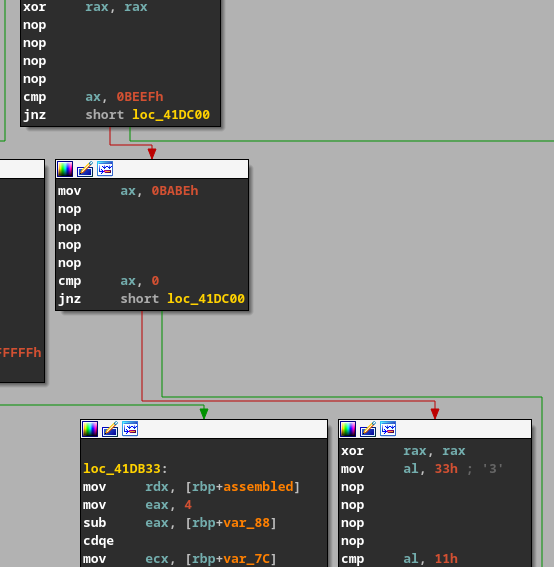 xor rax, rax
nop
nop
nop
nop
cmp ax, 0BEEFh
jnz short loc_41DC00
mov ax, 0BABEh
nop
nop
nop
nop
cmp ax, 0
jnz short loc_41DC00
FFFFFh
loc_41DB33:
mov rdx, [rbp+assembled]
mov eax, 4
sub eax, [rbp+var_88]
cdqe
mov ecx, [rbp+var_7C]
xor rax, rax
mov al, 33h ; '3'
nop
nop
nop
nop
cmp al, 11h